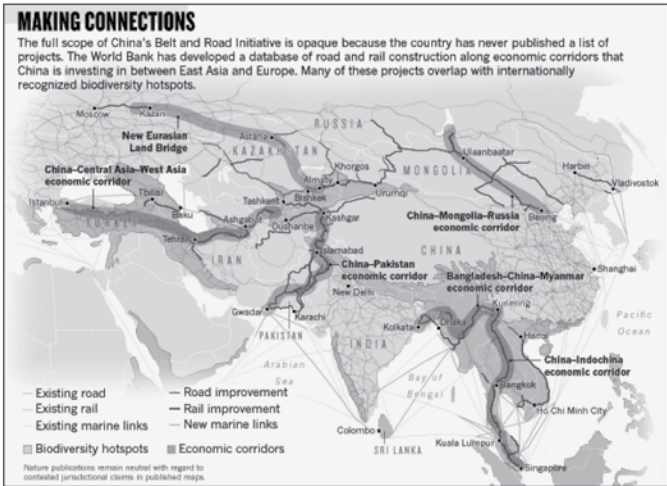 MAKING CONNECTIONS
The full scope of China's Belt and Road Initiative is opaque because the country has never published a list of
projects. The World Bank has developed a database of road and rail construction along economic corridors that
China is investing in between East Asia and Europe. Many of these projects overlap with internationally
recognized biodiversity hotspots.
Moscow
Kazan
RUSSIA
New Eurasian
Land Bridge
Astana
KAZAKHSTAN
Ulaanbaatar
Harbin
China–Central Asia–West Asia
economic corridor
Khorgos
MONGOLIA
Vladivostok
Almaty
Istanbul
Tbilisi
Tashkent
Bishkek
Urumqi
TURKEY
Baku
Ashgabat
Kashgar
China–Mongolia–Russia
economic corridor
Beijing
Dushanbe
Tehran
IRAN
Islamabad
CHINA
China–Pakistan
economic corridor
Bangladesh–China–Myanmar
economic corridor
Shanghai
New Delhi
Gwadar
Karachi
Kunming
Pacific
Ocean
PAKISTAN
Kolkata
Dhaka
INDIA
Hanoi
Arabian
Sea
China–Indochina
economic corridor
Bay of
Bengal
Bangkok
Ho Chi Minh City
Colombo
SRI LANKA
Kuala Lumpur
Singapore
Existing road
Road improvement
Existing rail
Rail improvement
Existing marine links
New marine links
Biodiversity hotspots
Economic corridors
Nature publications remain neutral with regard to
contested jurisdictional claims in published maps.